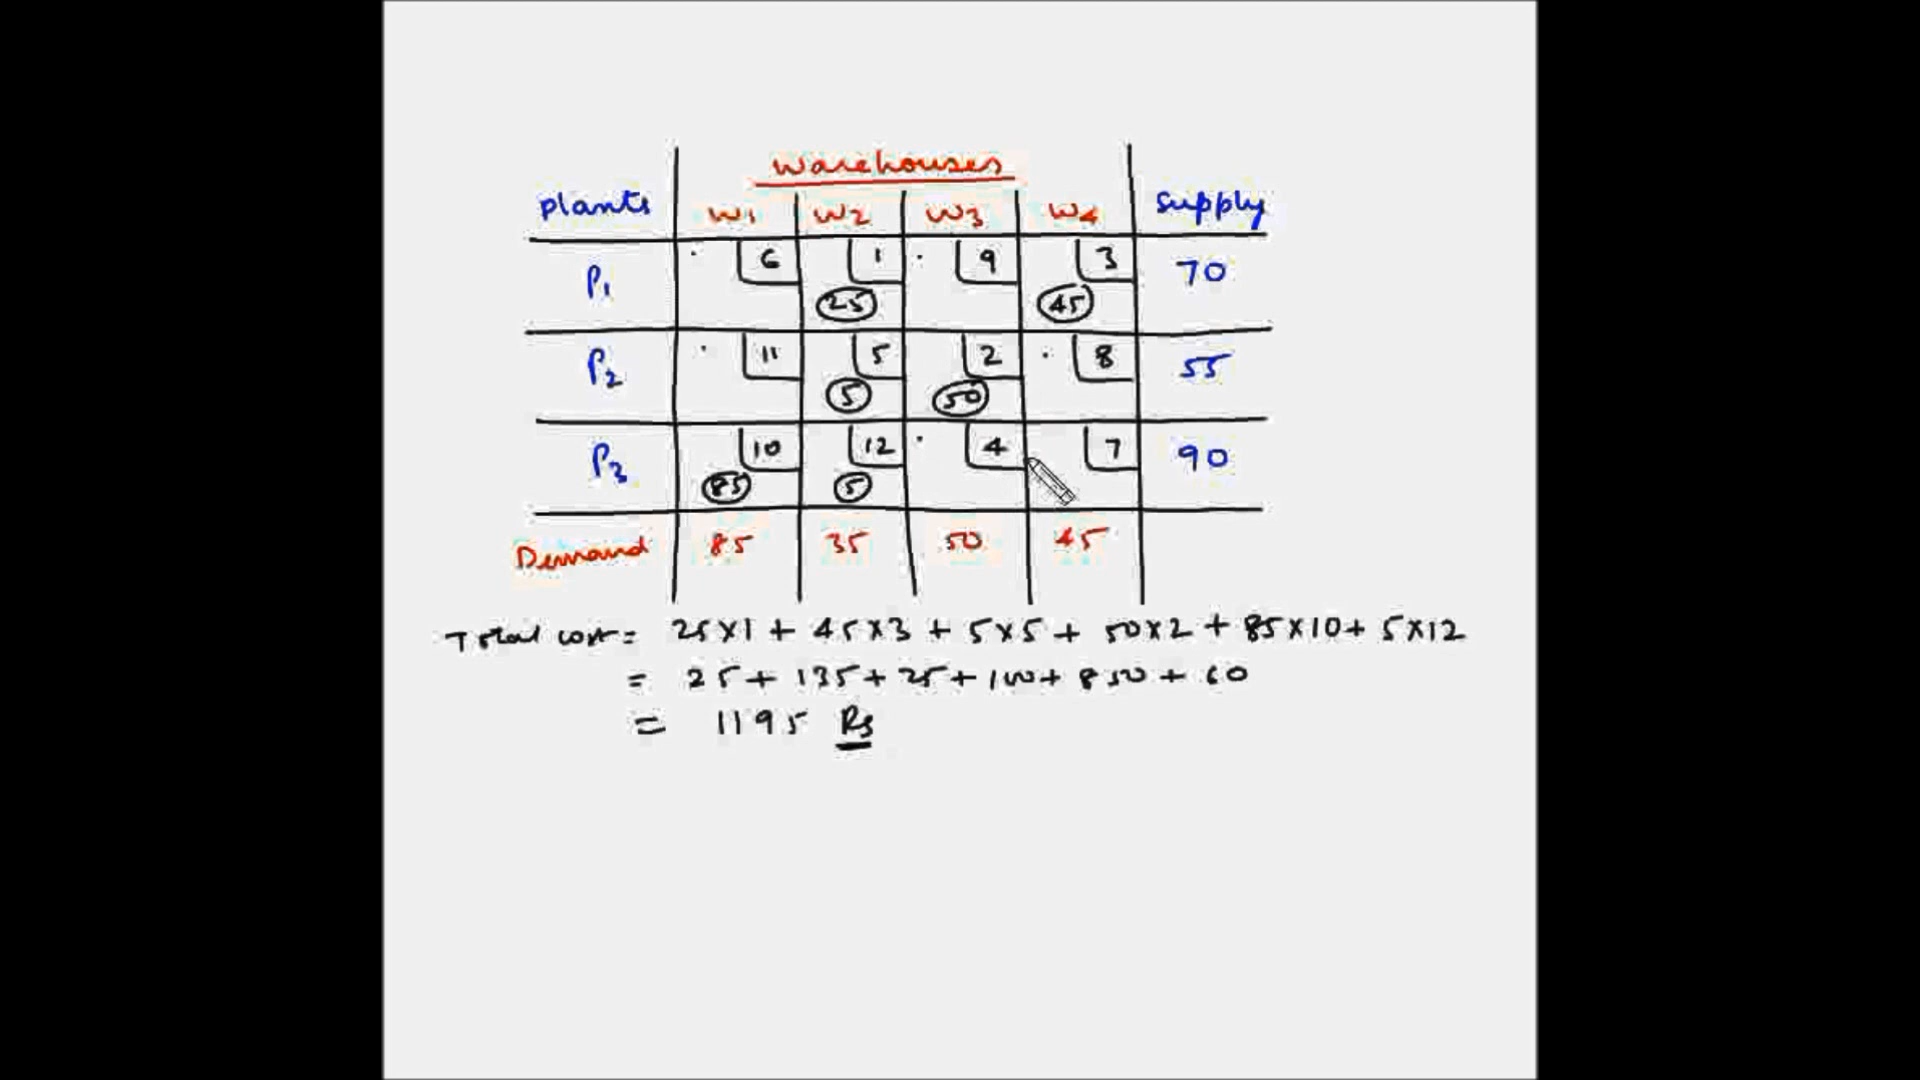 Warehouses
Plants W1 W2 W3 W4 Supply
P1 6 1 9 3 70
25 45
P2 11 5 2 8 55
5 50
P3 10 12 4 7 90
85 5
Demand 85 35 50 45
Total cost = 25×1 + 45×3 + 5×5 + 50×2 + 85×10 + 5×12
= 25 + 135 + 25 + 100 + 850 + 60
= 1195 Rs